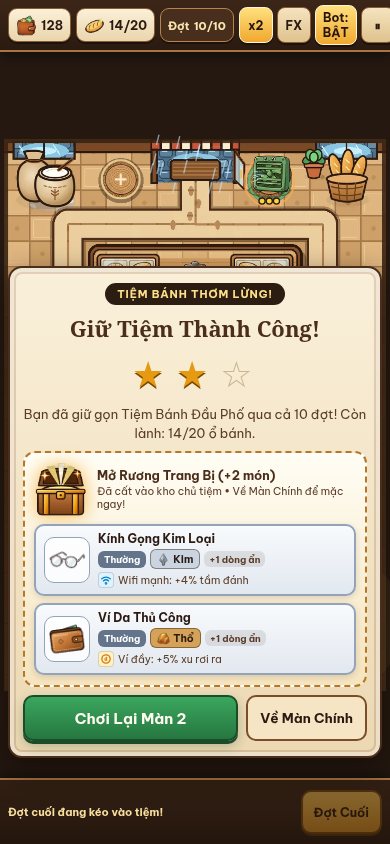 128
14/20
Đợt 10/10
x2
FX
Bot:
BẬT
TIỆM BÁNH THƠM LỪNG!
Giữ Tiệm Thành Công!
Bạn đã giữ gọn Tiệm Bánh Đầu Phố qua cả 10 đợt! Còn
lành: 14/20 ổ bánh.
Mở Rương Trang Bị (+2 món)
Đã cất vào kho chủ tiệm • Về Màn Chính để mặc
ngay!
Kính Gọng Kim Loại
Thường
Kim
+1 dòng ẩn
Wifi mạnh: +4% tầm đánh
Ví Da Thủ Công
Thường
Thổ
+1 dòng ẩn
Ví đầy: +5% xu rơi ra
Chơi Lại Màn 2
Về Màn Chính
Đợt cuối đang kéo vào tiệm!
Đợt Cuối